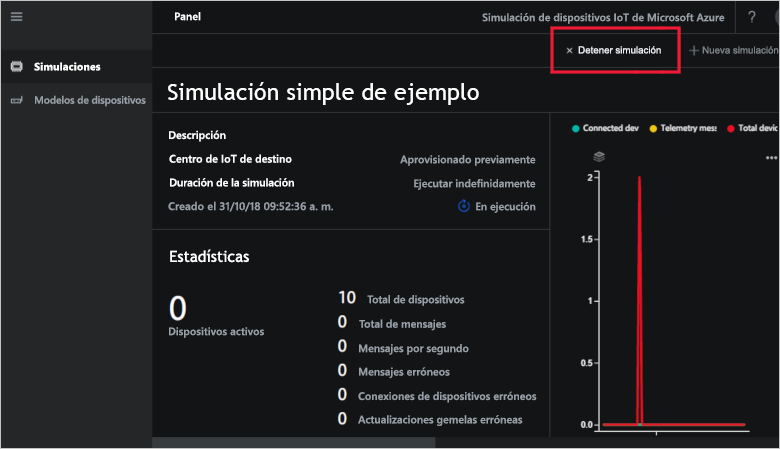 Panel
Simulación de dispositivos IoT de Microsoft Azure
?
× Detener simulación
+ Nueva simulación
Simulaciones
Modelos de dispositivos
Simulación simple de ejemplo
Descripción
Centro de IoT de destino Aprovisionado previamente
Duración de la simulación Ejecutar indefinidamente
Creado el 31/10/18 09:52:36 a. m. En ejecución
Estadísticas
0
Dispositivos activos
10 Total de dispositivos
0 Total de mensajes
0 Mensajes por segundo
0 Mensajes erróneos
0 Conexiones de dispositivos erróneos
0 Actualizaciones gemelas erróneas
Connected dev Telemetry mes: Total devic
2
1.5
1
0.5
0.0